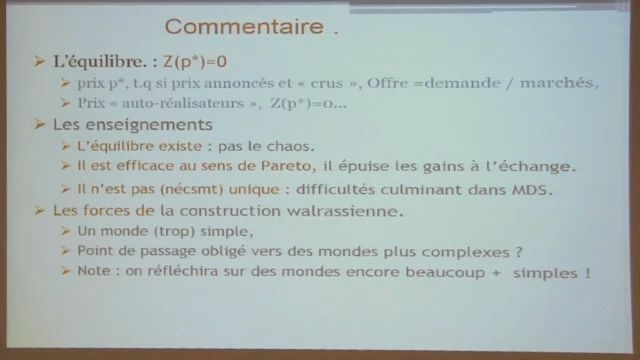 Commentaire .
L'équilibre. : Z(p*)=0
prix p*, t.q si prix annoncés et « crus », Offre =demande / marchés,
Prix « auto-réalisateurs », Z(p*)=0...
Les enseignements
L'équilibre existe : pas le chaos.
Il est efficace au sens de Pareto, il épuise les gains à l'échange.
Il n'est pas (nécsmt) unique : difficultés culminant dans MDS.
Les forces de la construction walrassienne.
Un monde (trop) simple,
Point de passage obligé vers des mondes plus complexes ?
Note : on réfléchira sur des mondes encore beaucoup + simples !